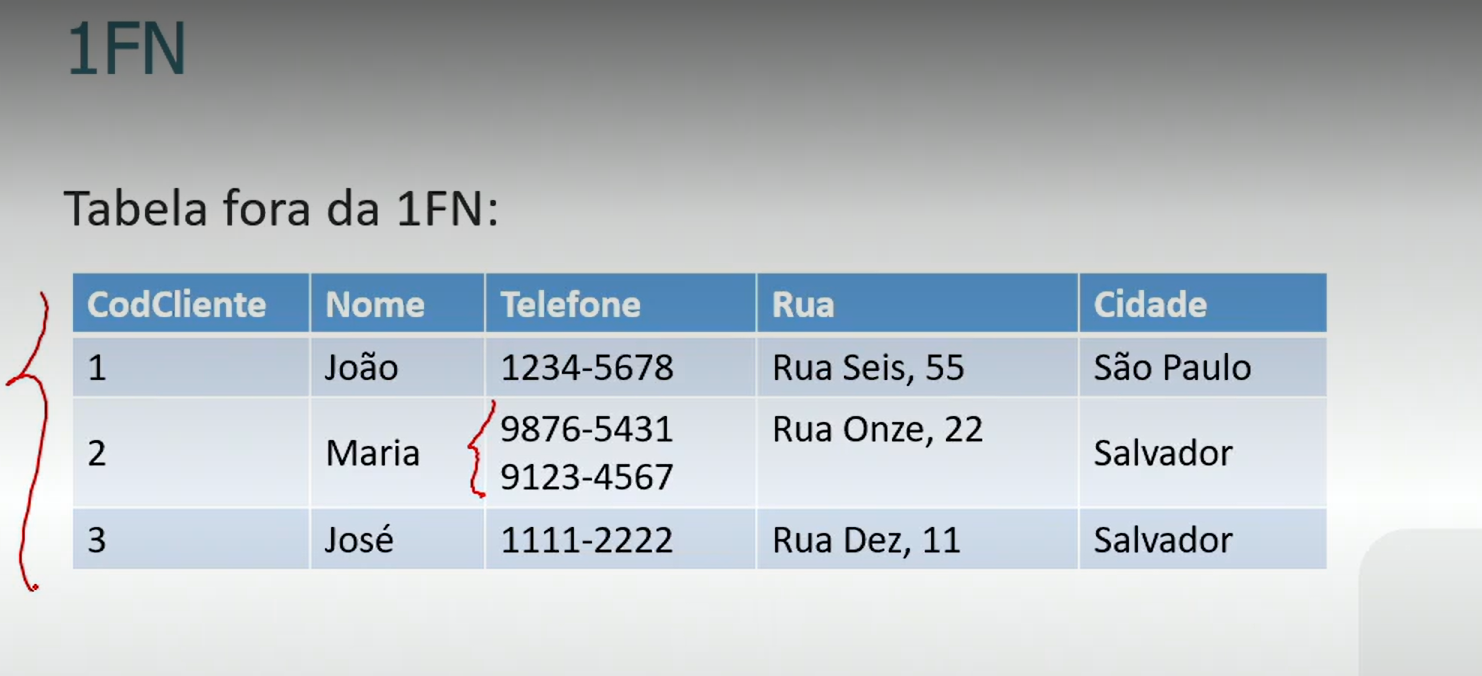 1FN
Tabela fora da 1FN:
CodCliente Nome Telefone Rua Cidade
1 João 1234-5678 Rua Seis, 55 São Paulo
2 Maria 9876-5431 Rua Onze, 22 Salvador
9123-4567
3 José 1111-2222 Rua Dez, 11 Salvador